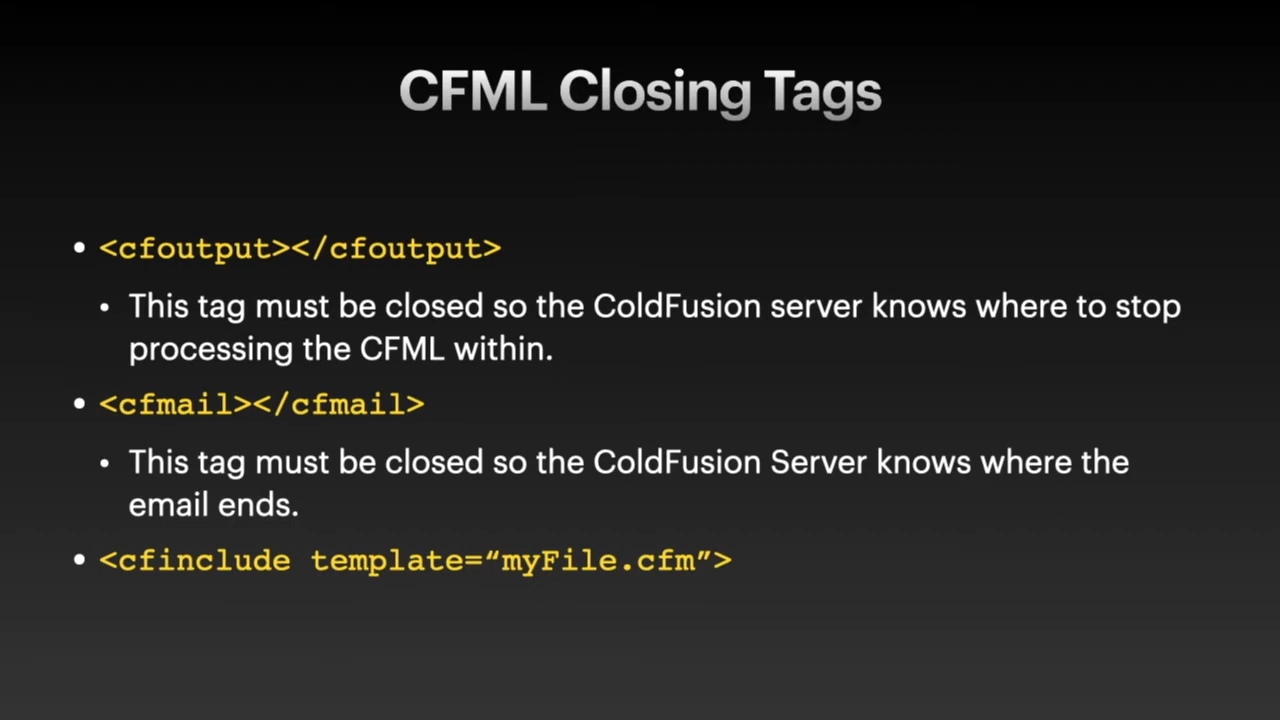 CFML Closing Tags
• <cfoutput></cfoutput>
• This tag must be closed so the ColdFusion server knows where to stop
processing the CFML within.
• <cfmail></cfmail>
• This tag must be closed so the ColdFusion Server knows where the
email ends.
• <cfinclude template=“myFile.cfm”>